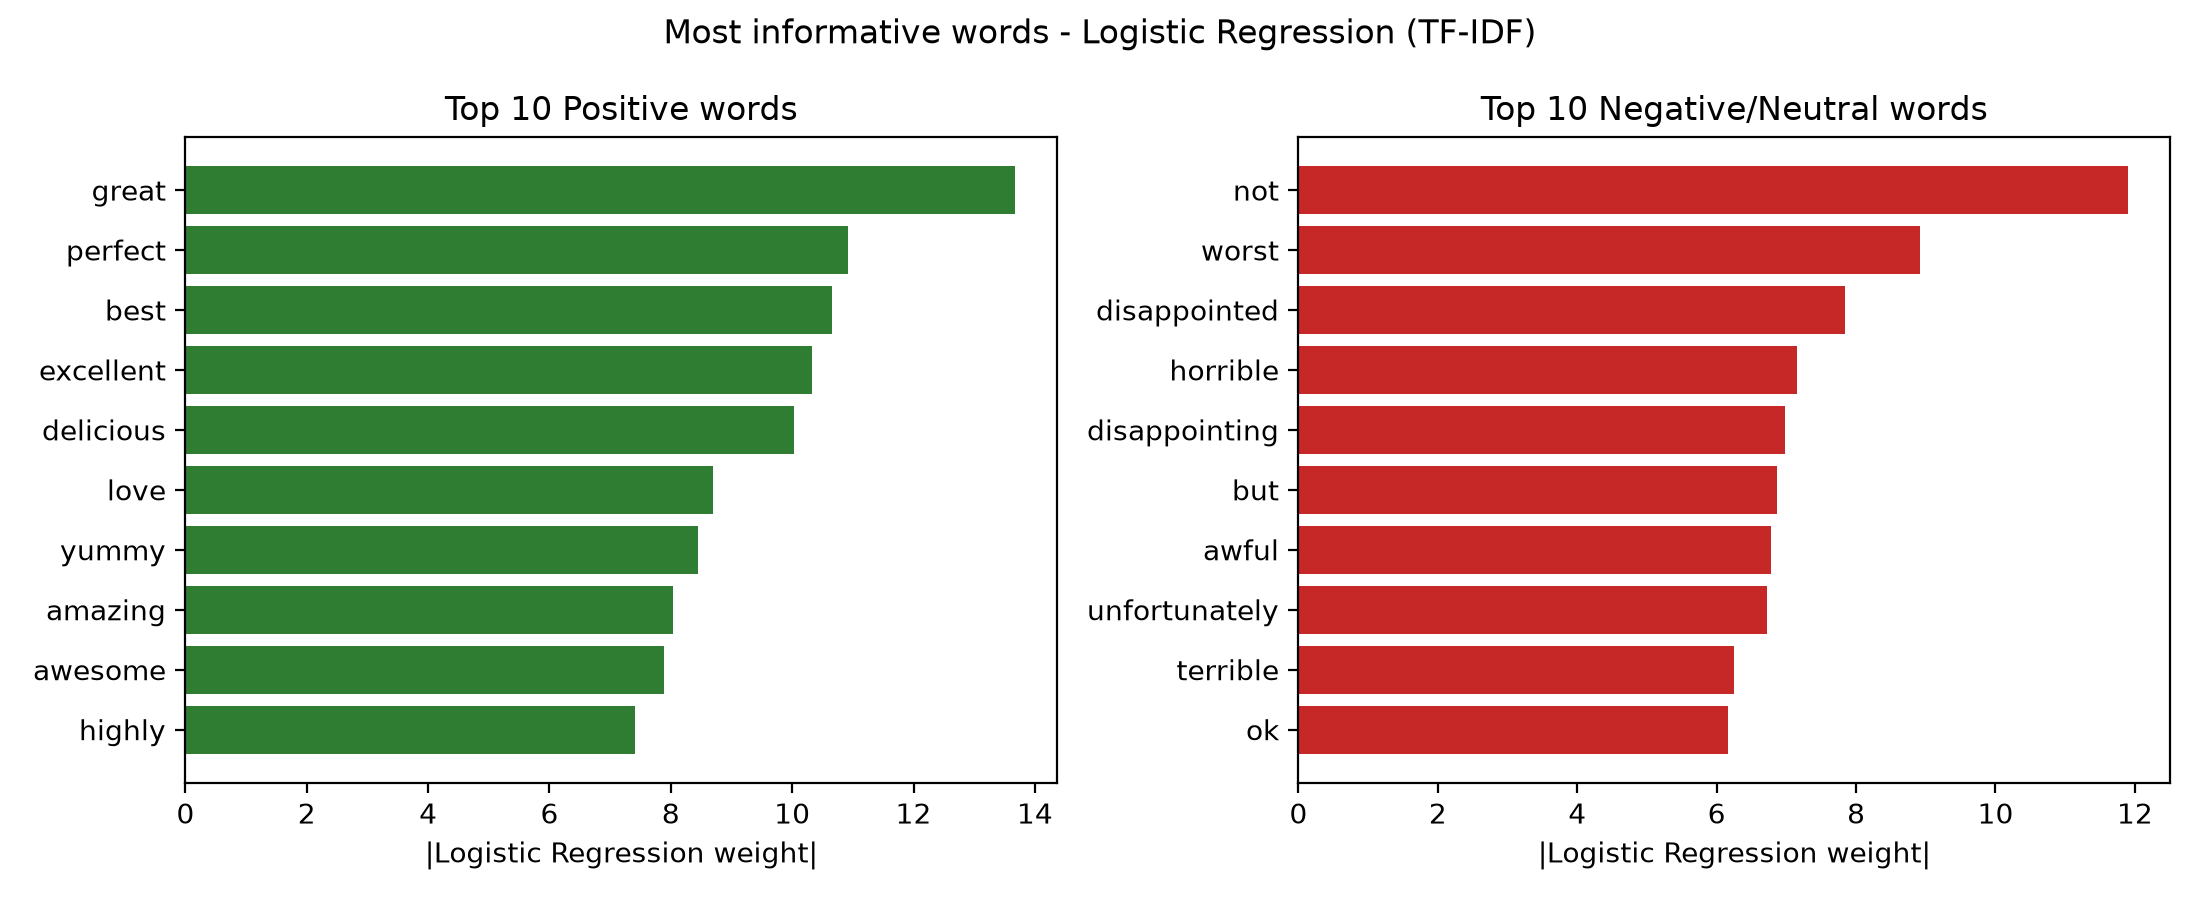 Most informative words - Logistic Regression (TF-IDF)
Top 10 Positive words
great
perfect
best
excellent
delicious
love
yummy
amazing
awesome
highly
0 2 4 6 8 10 12 14
|Logistic Regression weight|
Top 10 Negative/Neutral words
not
worst
disappointed
horrible
disappointing
but
awful
unfortunately
terrible
ok
0 2 4 6 8 10 12
|Logistic Regression weight|